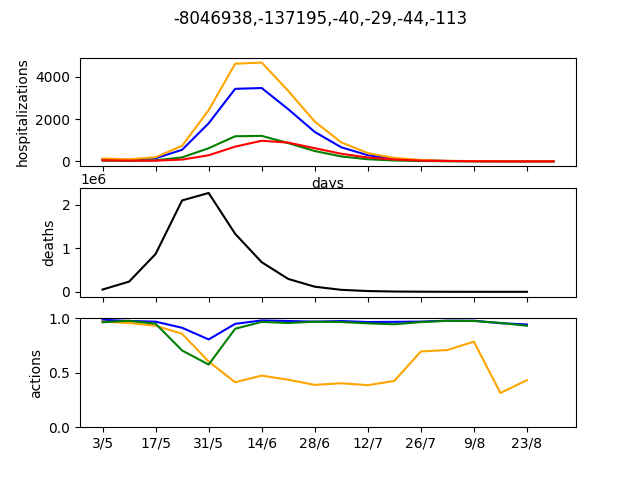 -8046938,-137195,-40,-29,-44,-113
hospitalizations
4000
2000
0
days
1e6
deaths
2
1
0
actions
1.0
0.5
0.0
3/5 17/5 31/5 14/6 28/6 12/7 26/7 9/8 23/8